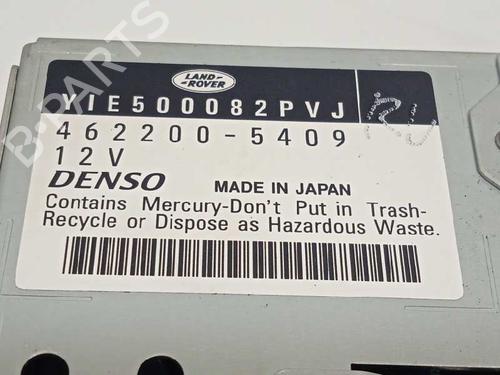 LAND-
ROVER
YIE500082PVJ
462200-5409
12V
DENSO MADE IN JAPAN
Contains Mercury-Don't Put in Trash-
Recycle or Dispose as Hazardous Waste.
B-PARTS